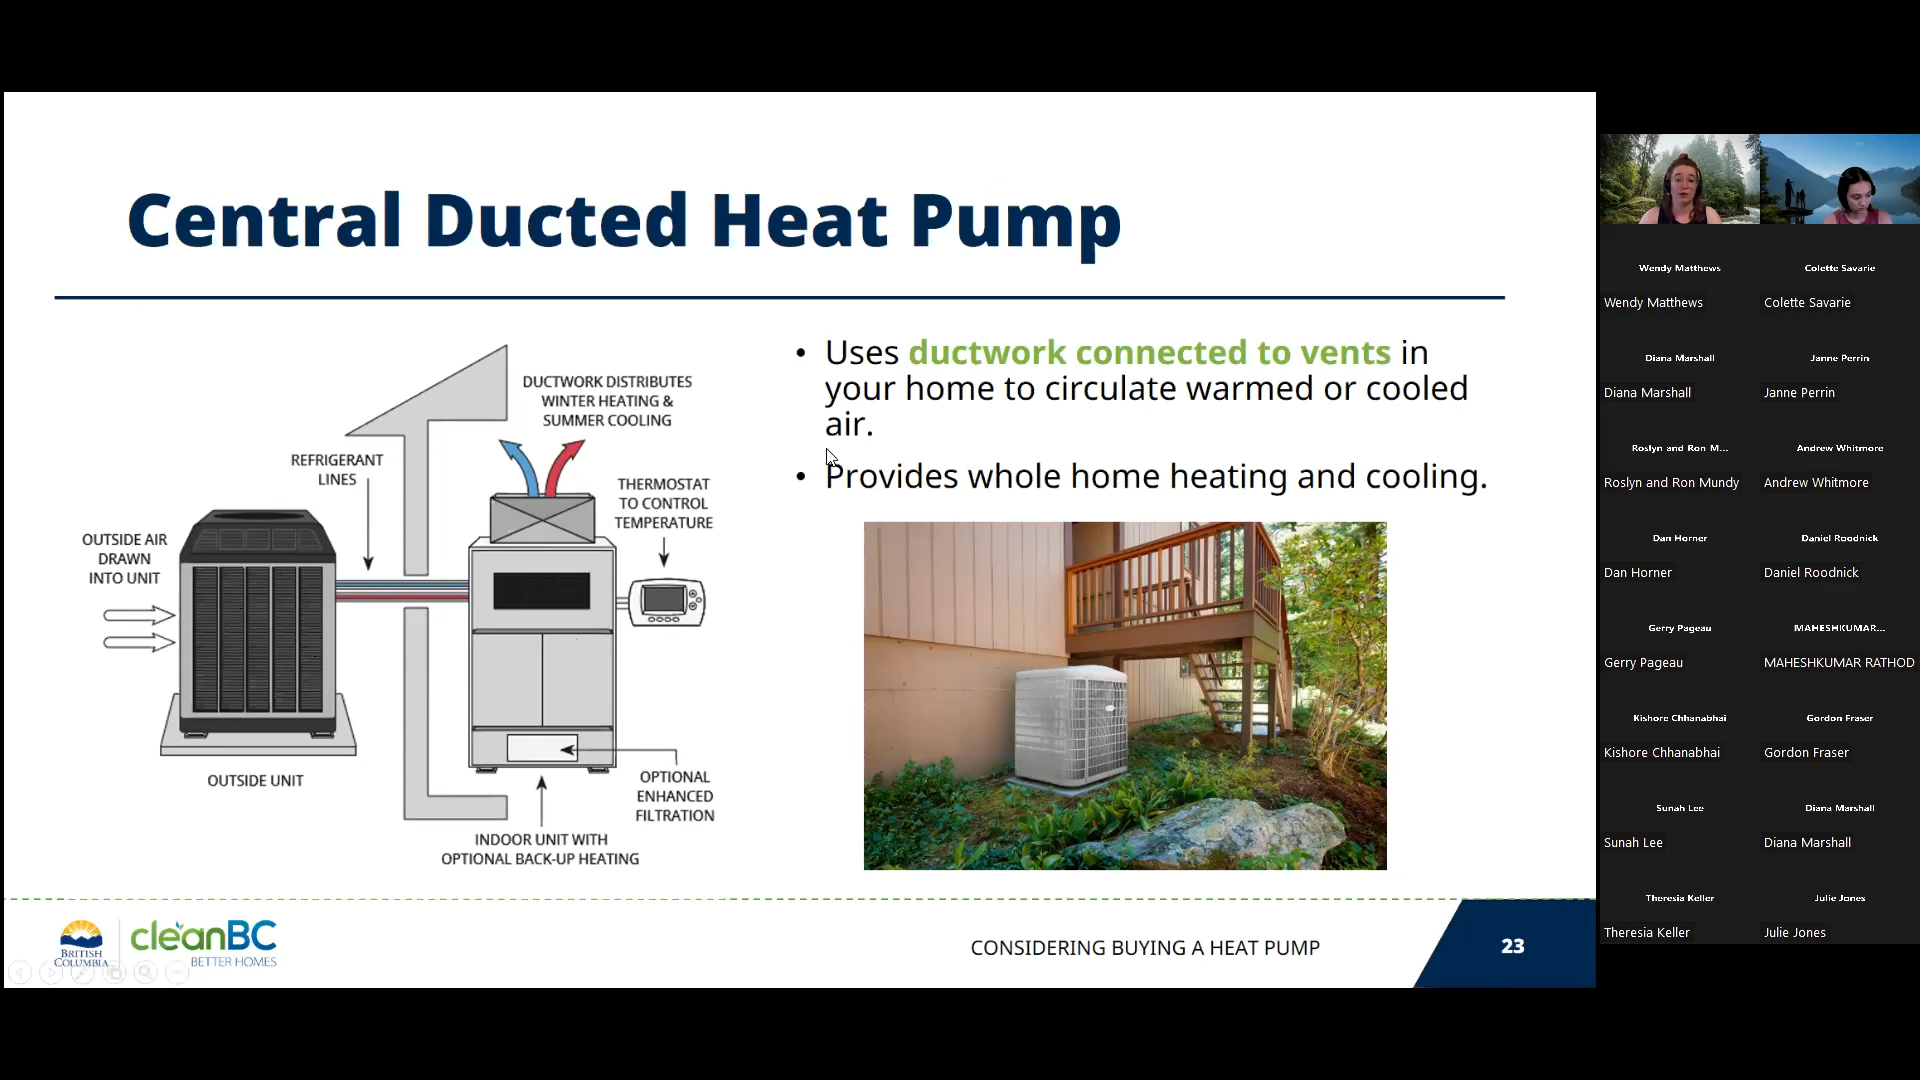 Central Ducted Heat Pump
DUCTWORK DISTRIBUTES
WINTER HEATING &
SUMMER COOLING
REFRIGERANT
LINES
THERMOSTAT
TO CONTROL
TEMPERATURE
OUTSIDE AIR
DRAWN
INTO UNIT
OUTSIDE UNIT
OPTIONAL
ENHANCED
FILTRATION
INDOOR UNIT WITH
OPTIONAL BACK-UP HEATING
• Uses ductwork connected to vents in
your home to circulate warmed or cooled
air.
• Provides whole home heating and cooling.
BRITISH
COLUMBIA
cleanBC
BETTER HOMES
CONSIDERING BUYING A HEAT PUMP
23
Wendy Matthews
Wendy Matthews
Colette Savarie
Colette Savarie
Diana Marshall
Diana Marshall
Janne Perrin
Janne Perrin
Roslyn and Ron M...
Roslyn and Ron Mundy
Andrew Whitmore
Andrew Whitmore
Dan Horner
Dan Horner
Daniel Roodnick
Daniel Roodnick
Gerry Pageau
Gerry Pageau
MAHESHKUMAR...
MAHESHKUMAR RATHOD
Kishore Chhanabhai
Kishore Chhanabhai
Gordon Fraser
Gordon Fraser
Sunah Lee
Sunah Lee
Diana Marshall
Diana Marshall
Theresia Keller
Theresia Keller
Julie Jones
Julie Jones